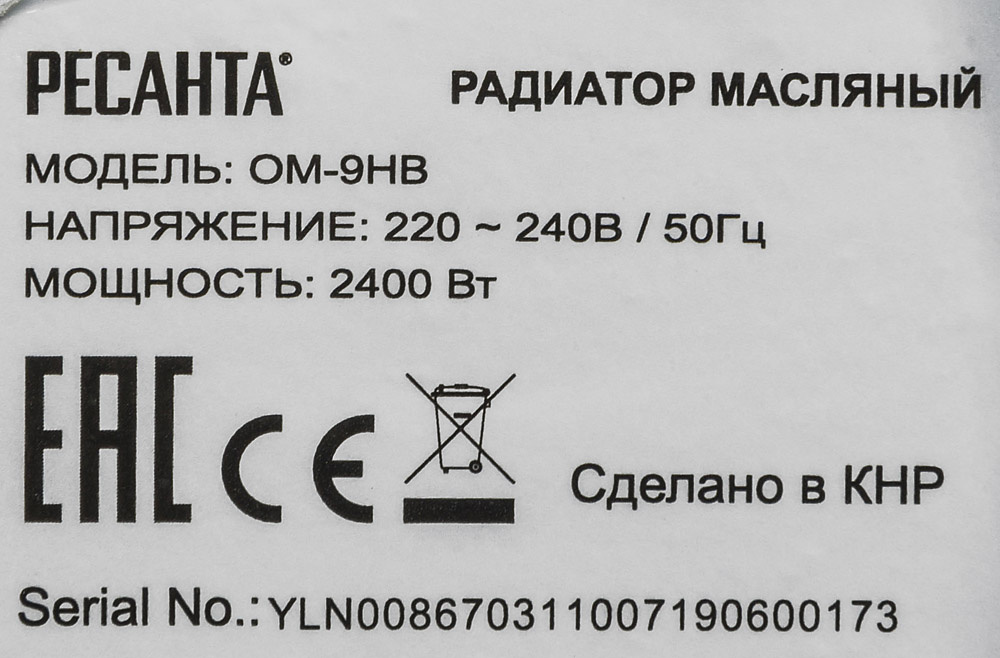 РЕСАНТА® РАДИАТОР МАСЛЯНЫЙ
МОДЕЛЬ: ОМ-9НВ
НАПРЯЖЕНИЕ: 220 ~ 240В / 50Гц
МОЩНОСТЬ: 2400 Вт
EAC CE Сделано в КНР
Serial No.: YLN0086703110071906001​73